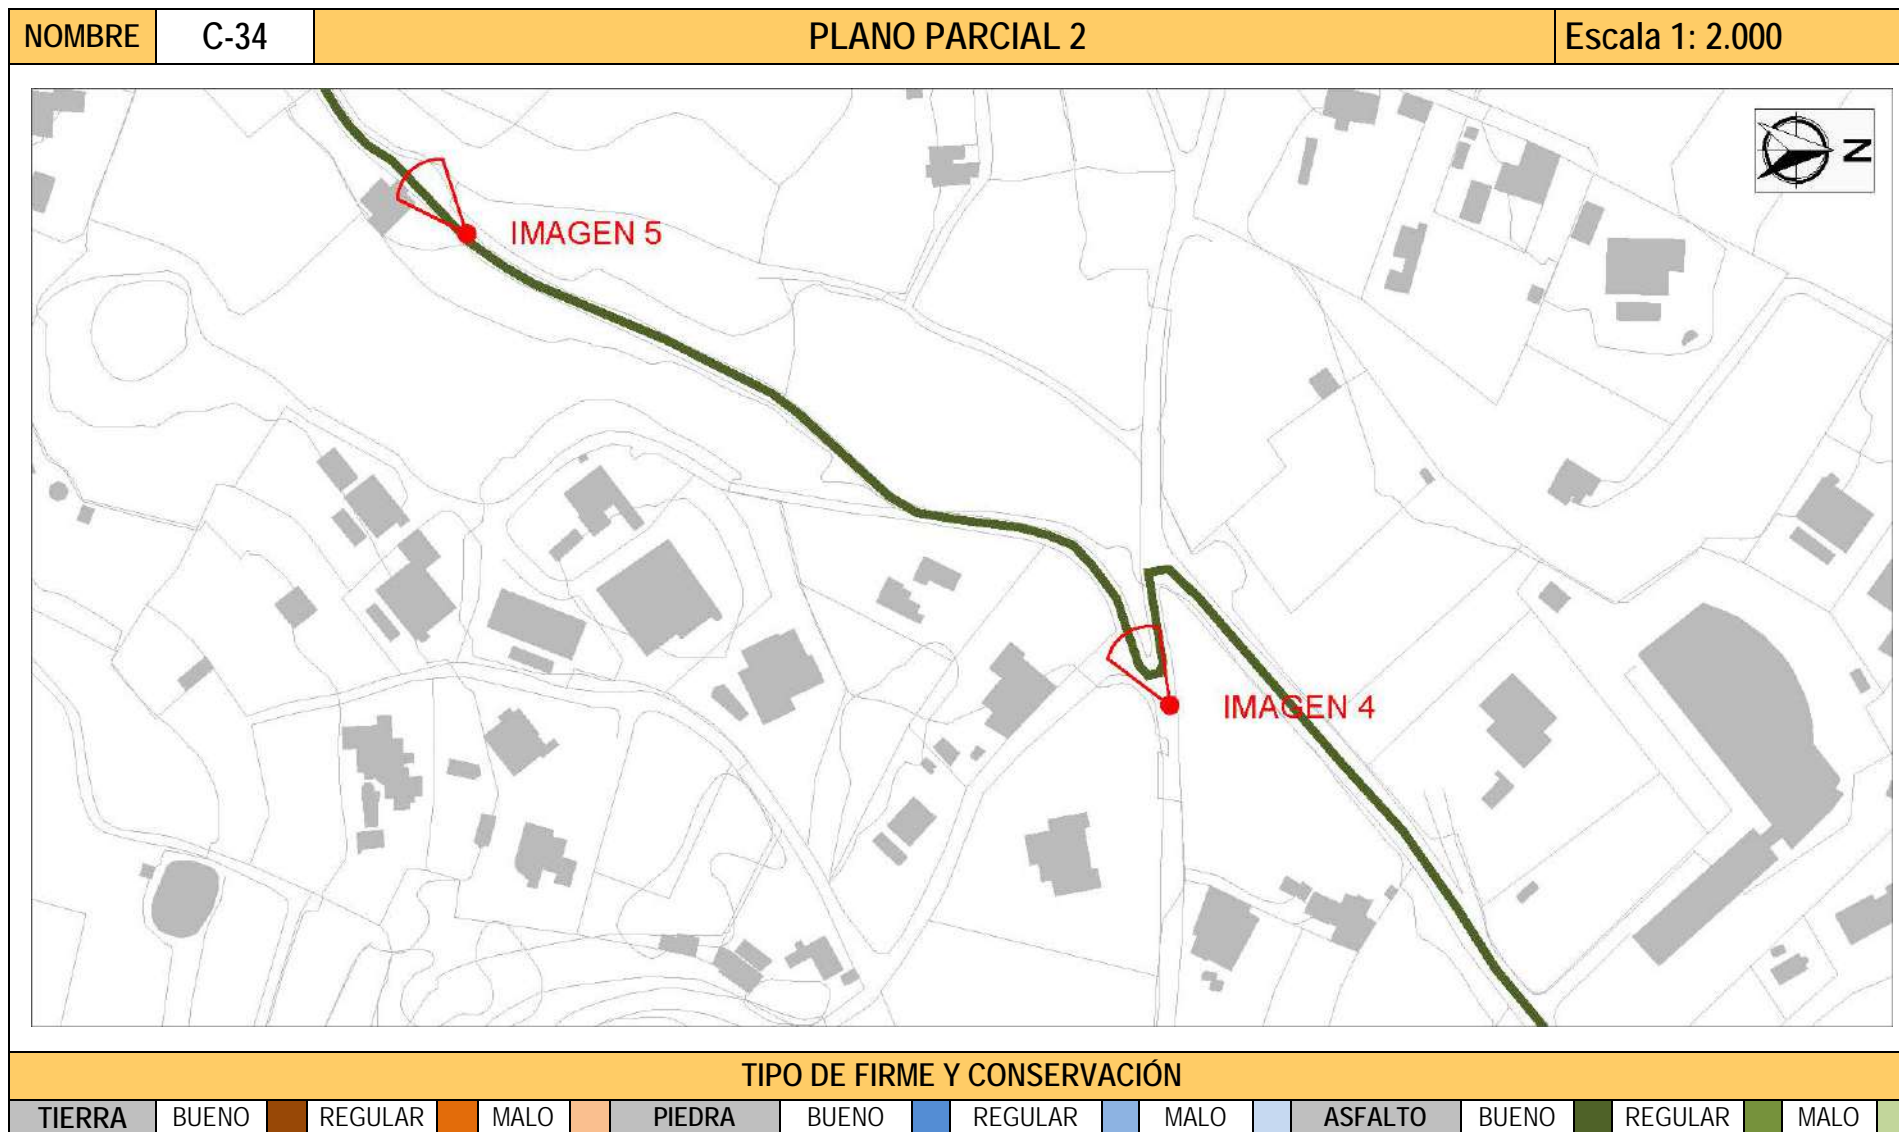 NOMBRE C-34 PLANO PARCIAL 2 Escala 1: 2.000
N
IMAGEN 5
IMAGEN 4
TIPO DE FIRME Y CONSERVACIÓN
TIERRA BUENO REGULAR MALO PIEDRA BUENO REGULAR MALO ASFALTO BUENO REGULAR MALO